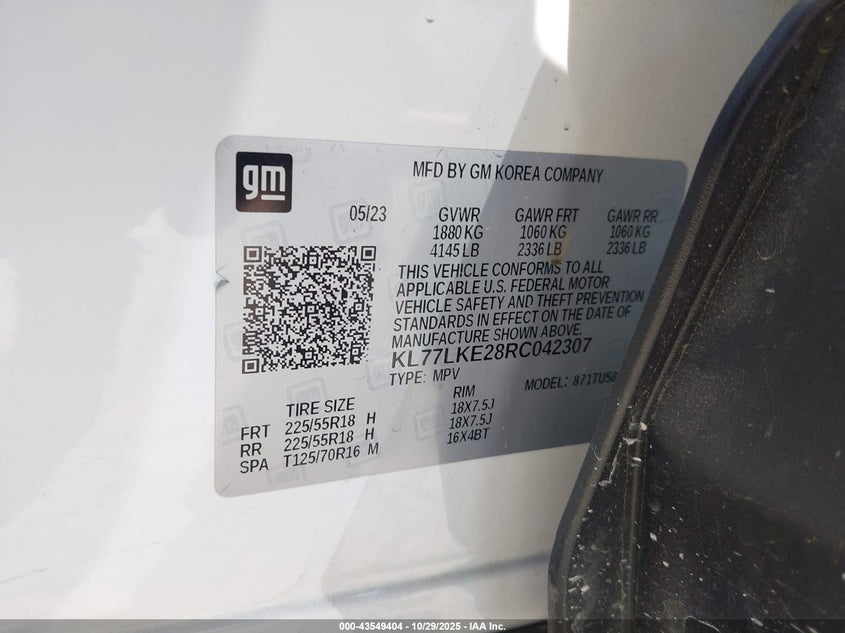 gm
MFD BY GM KOREA COMPANY
05/23 GVWR GAWR FRT GAWR RR
1880 KG 1060 KG 1060 KG
4145 LB 2336 LB 2336 LB
THIS VEHICLE CONFORMS TO ALL
APPLICABLE U.S. FEDERAL MOTOR
VEHICLE SAFETY AND THEFT PREVENTION
STANDARDS IN EFFECT ON THE DATE OF
MANUFACTURE SHOWN ABOVE.
KL77LKE28RC042307
TYPE: MPV MODEL: 871TU58
TIRE SIZE RIM
FRT 225/55R18 H 18X7.5J
RR 225/55R18 H 18X7.5J
SPA T125/70R16 M 16X4BT
000-43549404 - 10/29/2025 - IAA Inc.